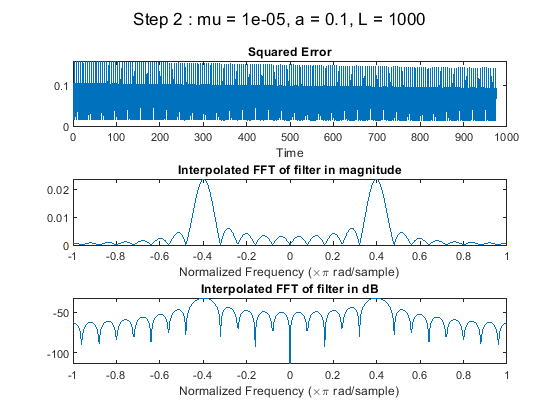 Step 2 : mu = 1e-05, a = 0.1, L = 1000
Squared Error
0.1
0
0 100 200 300 400 500 600 700 800 900 1000
Time
Interpolated FFT of filter in magnitude
0.02
0.01
0
-1 -0.8 -0.6 -0.4 -0.2 0 0.2 0.4 0.6 0.8 1
Normalized Frequency (×π rad/sample)
Interpolated FFT of filter in dB
-50
-100
-1 -0.8 -0.6 -0.4 -0.2 0 0.2 0.4 0.6 0.8 1
Normalized Frequency (×π rad/sample)